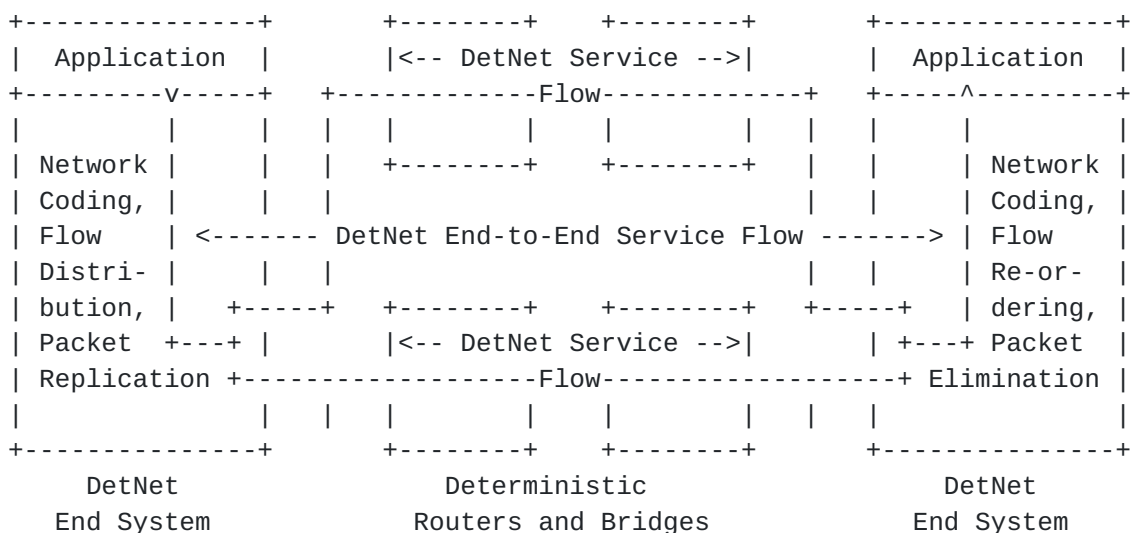 +---------------+       +--------+    +--------+       +---------------+
|  Application  |       |<-- DetNet Service -->|       |  Application  |
+---------v-----+   +-------------Flow-------------+   +-----^---------+
|         |     |   |   |        |    |        |   |   |     |         |
| Network |     |   |   +--------+    +--------+   |   |     | Network |
| Coding, |     |   |                              |   |     | Coding, |
| Flow    | <------- DetNet End-to-End Service Flow -------> | Flow    |
| Distri- |     |   |                              |   |     | Re-or-  |
| bution, |   +-----+   +--------+    +--------+   +-----+   | dering, |
| Packet  +---+ |       |<-- DetNet Service -->|       | +---+ Packet  |
| Replication +-------------------Flow-------------------+ Elimination |
|               |   |   |        |    |        |   |   |               |
+---------------+       +--------+    +--------+       +---------------+
     DetNet                 Deterministic                   DetNet
   End System             Routers and Bridges             End System